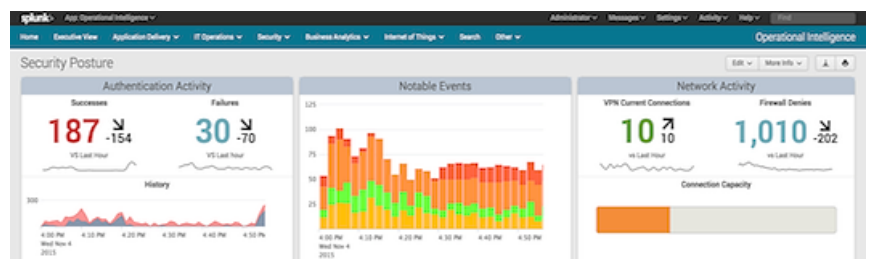 splunk> App: Operational Intelligence Administrator Messages Settings Activity Help Find
Home Executive View Application Delivery IT Operations Security Business Analytics Internet of Things Search Other Operational Intelligence
Security Posture Edit More Info
Authentication Activity
Successes Failures
187 -154 30 -70
VS Last Hour VS Last hour
History
300
4:00 PM 4:10 PM 4:20 PM 4:30 PM 4:40 PM 4:50 PM
Wed Nov 4
2015
Notable Events
125
100
75
50
25
4:00 PM 4:10 PM 4:20 PM 4:30 PM 4:40 PM 4:50 PM
Wed Nov 4
2015
Network Activity
VPN Current Connections Firewall Denies
10 10 1,010 -202
vs Last Hour vs Last Hour
Connection Capacity